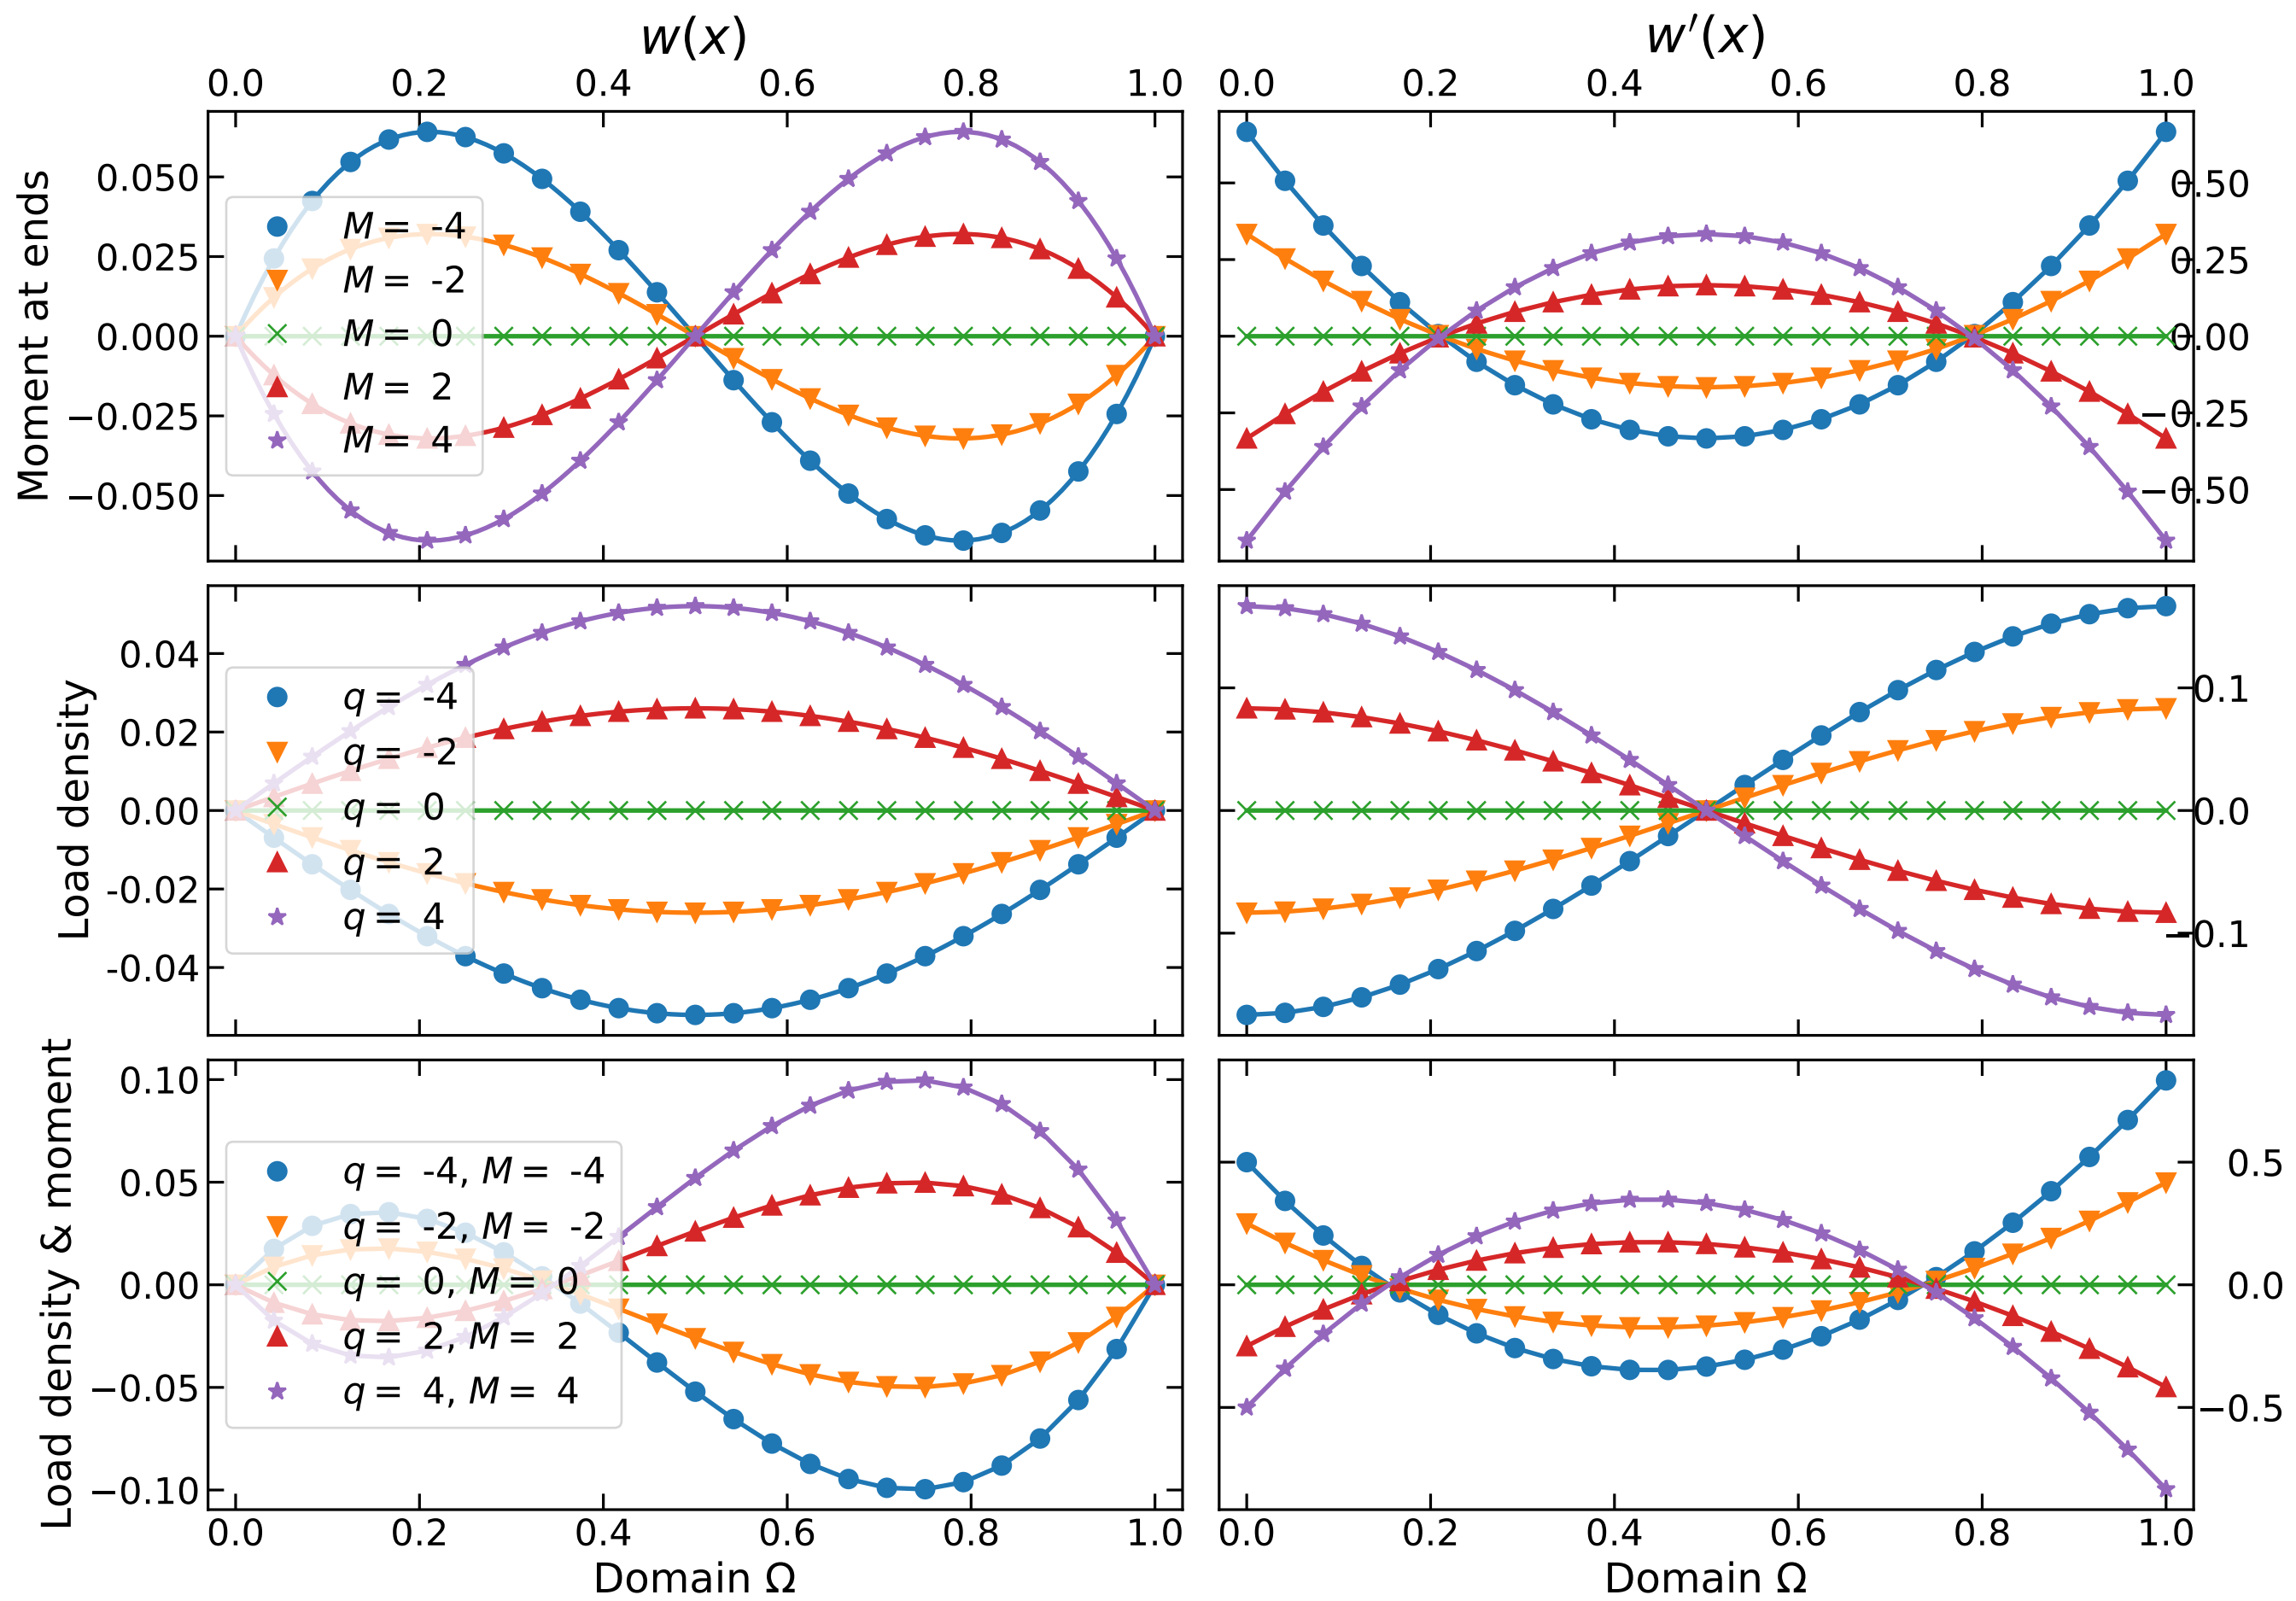 w(x)
w′(x)
0.0 0.2 0.4 0.6 0.8 1.0
0.0 0.2 0.4 0.6 0.8 1.0
Moment at ends
0.050
0.025
0.000
−0.025
−0.050
M = -4
M = -2
M = 0
M = 2
M = 4
0.50
0.25
0.00
−0.25
−0.50
Load density
0.04
0.02
0.00
-0.02
-0.04
q = -4
q = -2
q = 0
q = 2
q = 4
0.1
0.0
−0.1
Load density & moment
0.10
0.05
0.00
−0.05
−0.10
q = -4, M = -4
q = -2, M = -2
q = 0, M = 0
q = 2, M = 2
q = 4, M = 4
0.5
0.0
−0.5
0.0 0.2 0.4 0.6 0.8 1.0
0.0 0.2 0.4 0.6 0.8 1.0
Domain Ω
Domain Ω